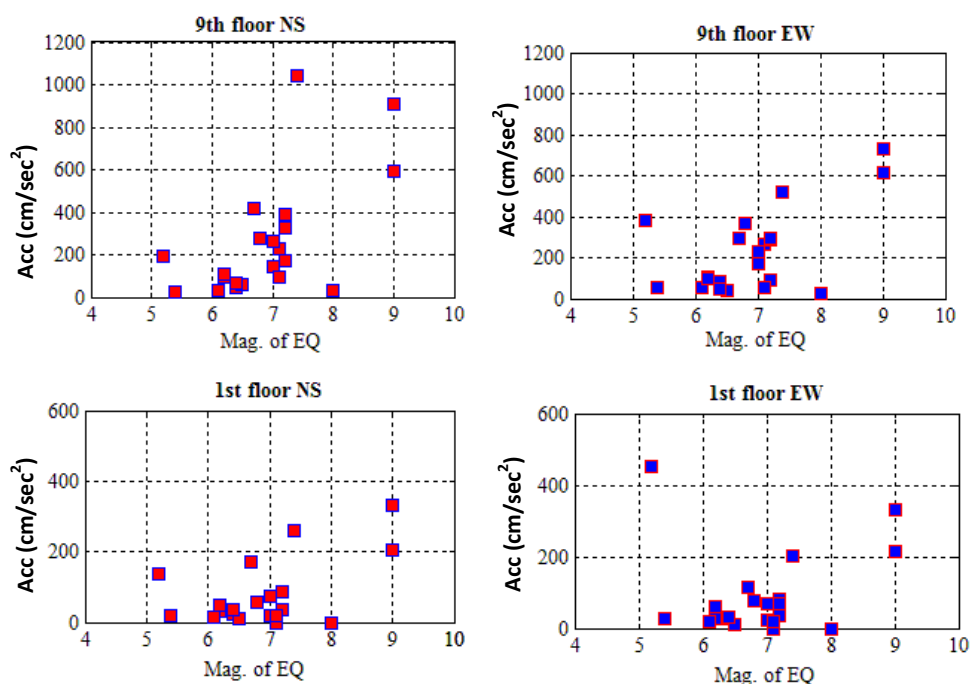 9th floor NS
1200
1000
800
600
400
200
0
4 5 6 7 8 9 10
Acc (cm/sec²)
Mag. of EQ
9th floor EW
1200
1000
800
600
400
200
0
4 5 6 7 8 9 10
Acc (cm/sec²)
Mag. of EQ
1st floor NS
600
400
200
0
4 5 6 7 8 9 10
Acc (cm/sec²)
Mag. of EQ
1st floor EW
600
400
200
0
4 5 6 7 8 9 10
Acc (cm/sec²)
Mag. of EQ